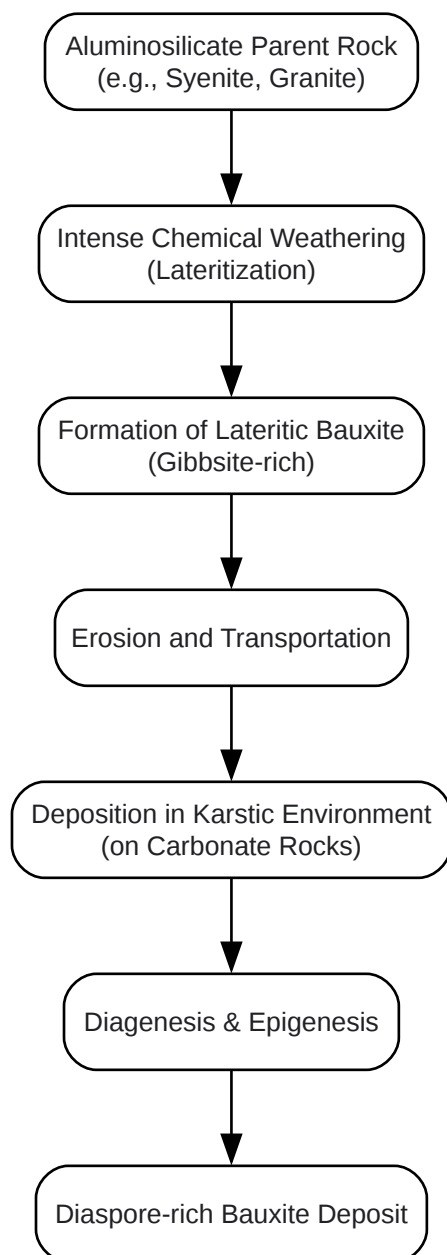 Aluminosilicate Parent Rock
(e.g., Syenite, Granite)
Intense Chemical Weathering
(Lateritization)
Formation of Lateritic Bauxite
(Gibbsite-rich)
Erosion and Transportation
Deposition in Karstic Environment
(on Carbonate Rocks)
Diagenesis & Epigenesis
Diaspore-rich Bauxite Deposit